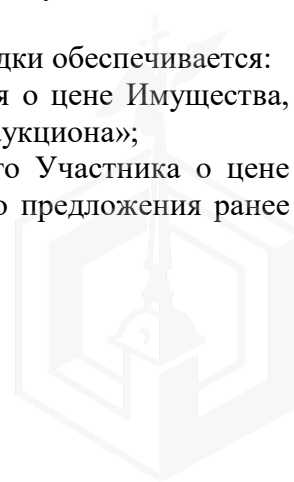 дки обеспечивается:
я о цене Имущества,
укциона»;
го Участника о цене
о предложения ранее